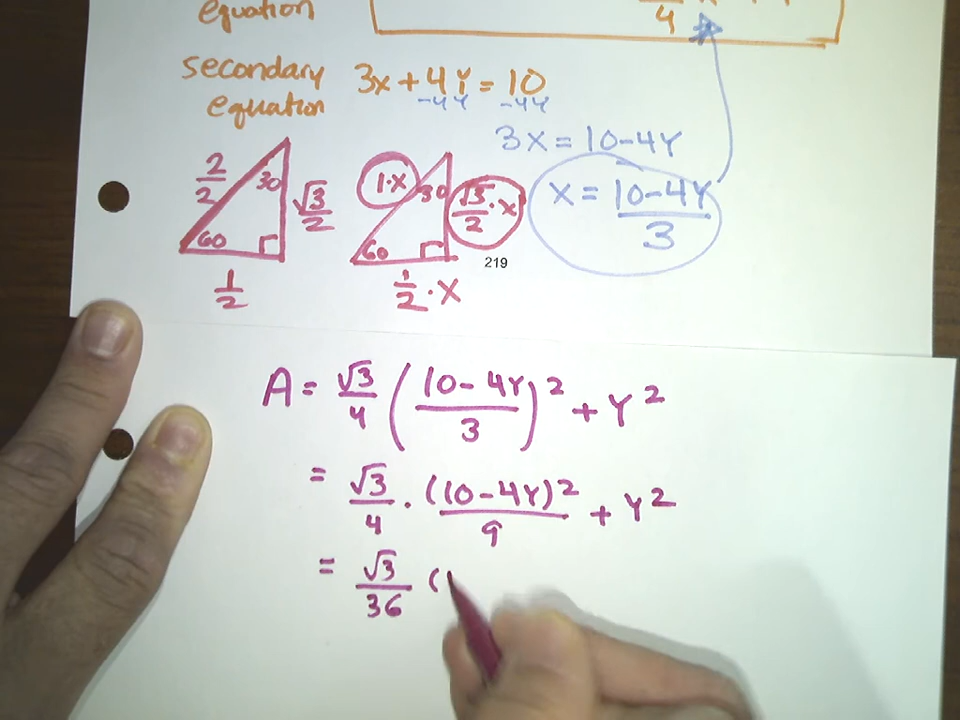 equation
4
secondary 3x + 4Y = 10
equation -4Y -4Y
3X = 10-4Y
X = 10-4Y/3
2/2 30 √3/2 60 1/2
1·X 30 √3/2·X 60 1/2·X
219
A = √3/4 (10-4Y/3)² + Y²
= √3/4 · (10-4Y)²/9 + Y²
= √3/36 (